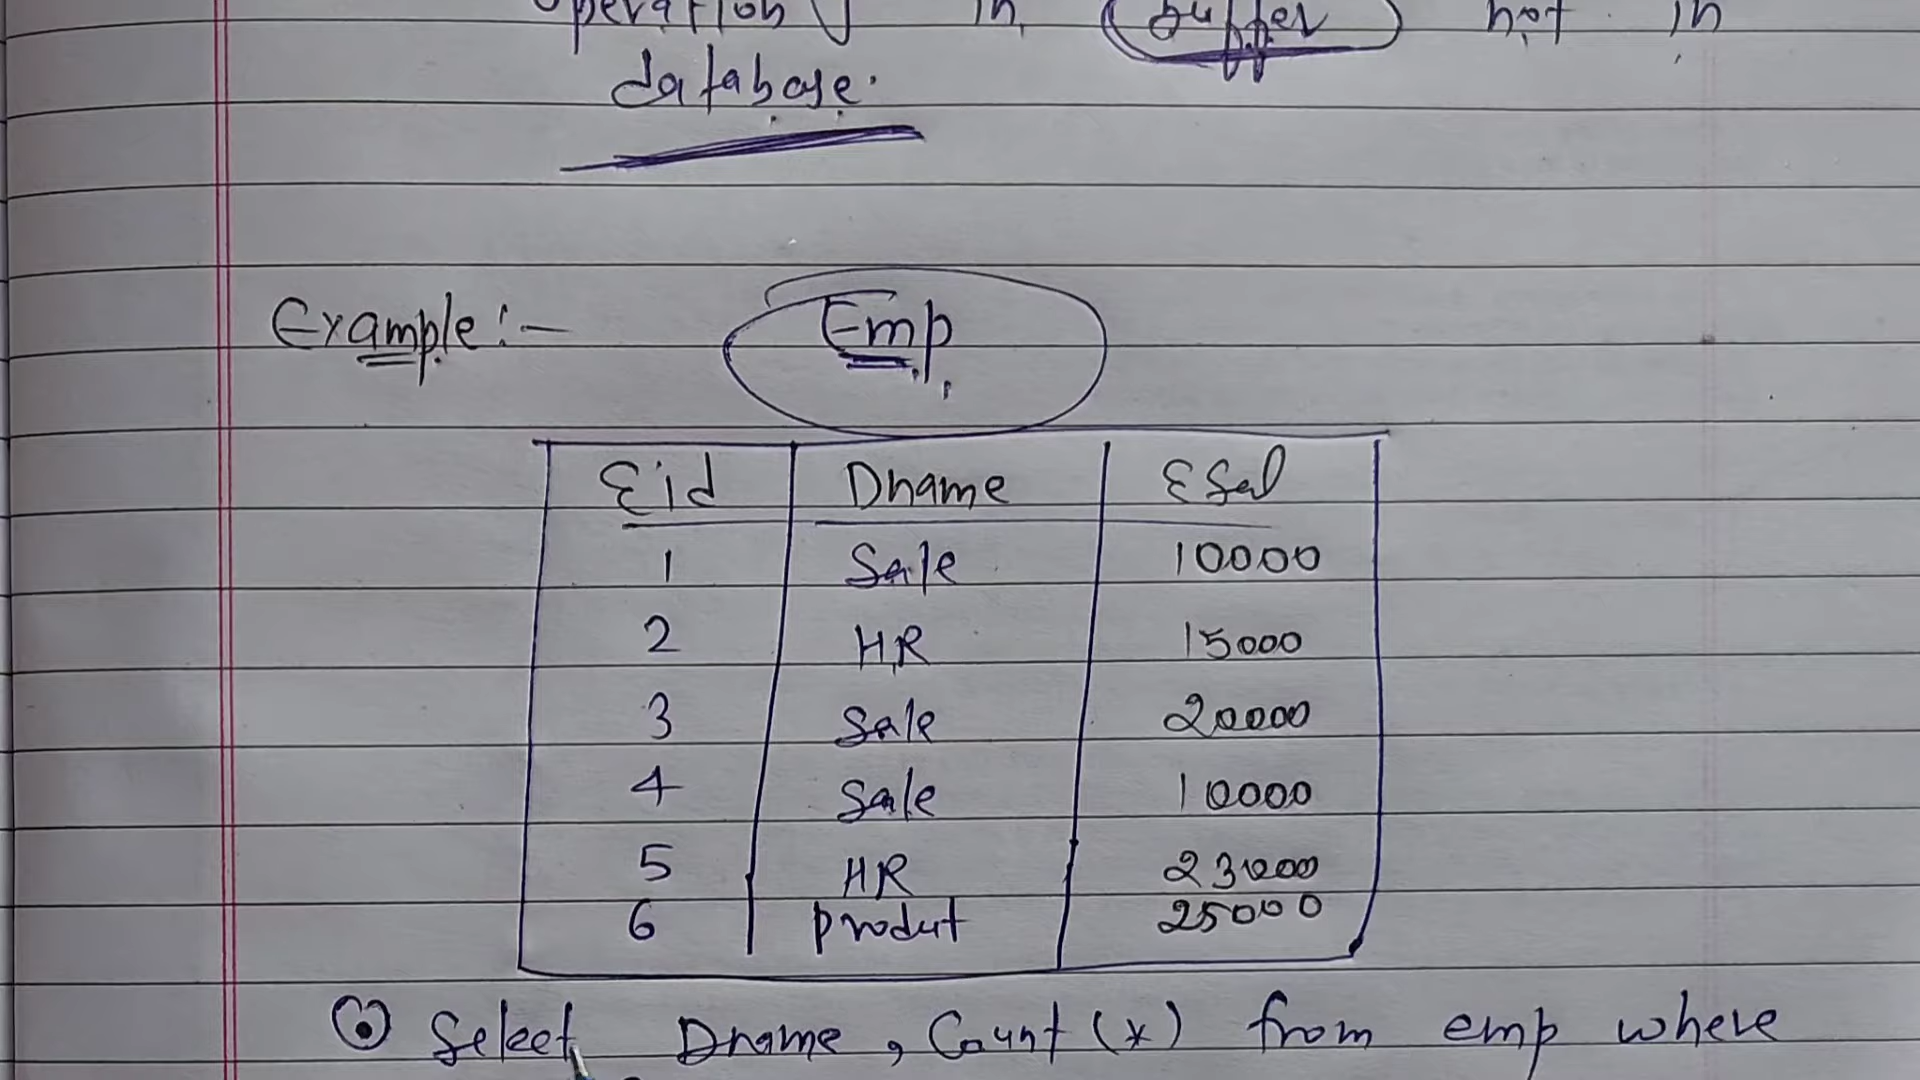 operation in buffer not in
database.
Example:- Emp
Eid Dname ESal
1 Sale 10000
2 HR 15000
3 Sale 20000
4 Sale 10000
5 HR 23000
6 Produt 25000
Select Dname, Count (*) from emp where